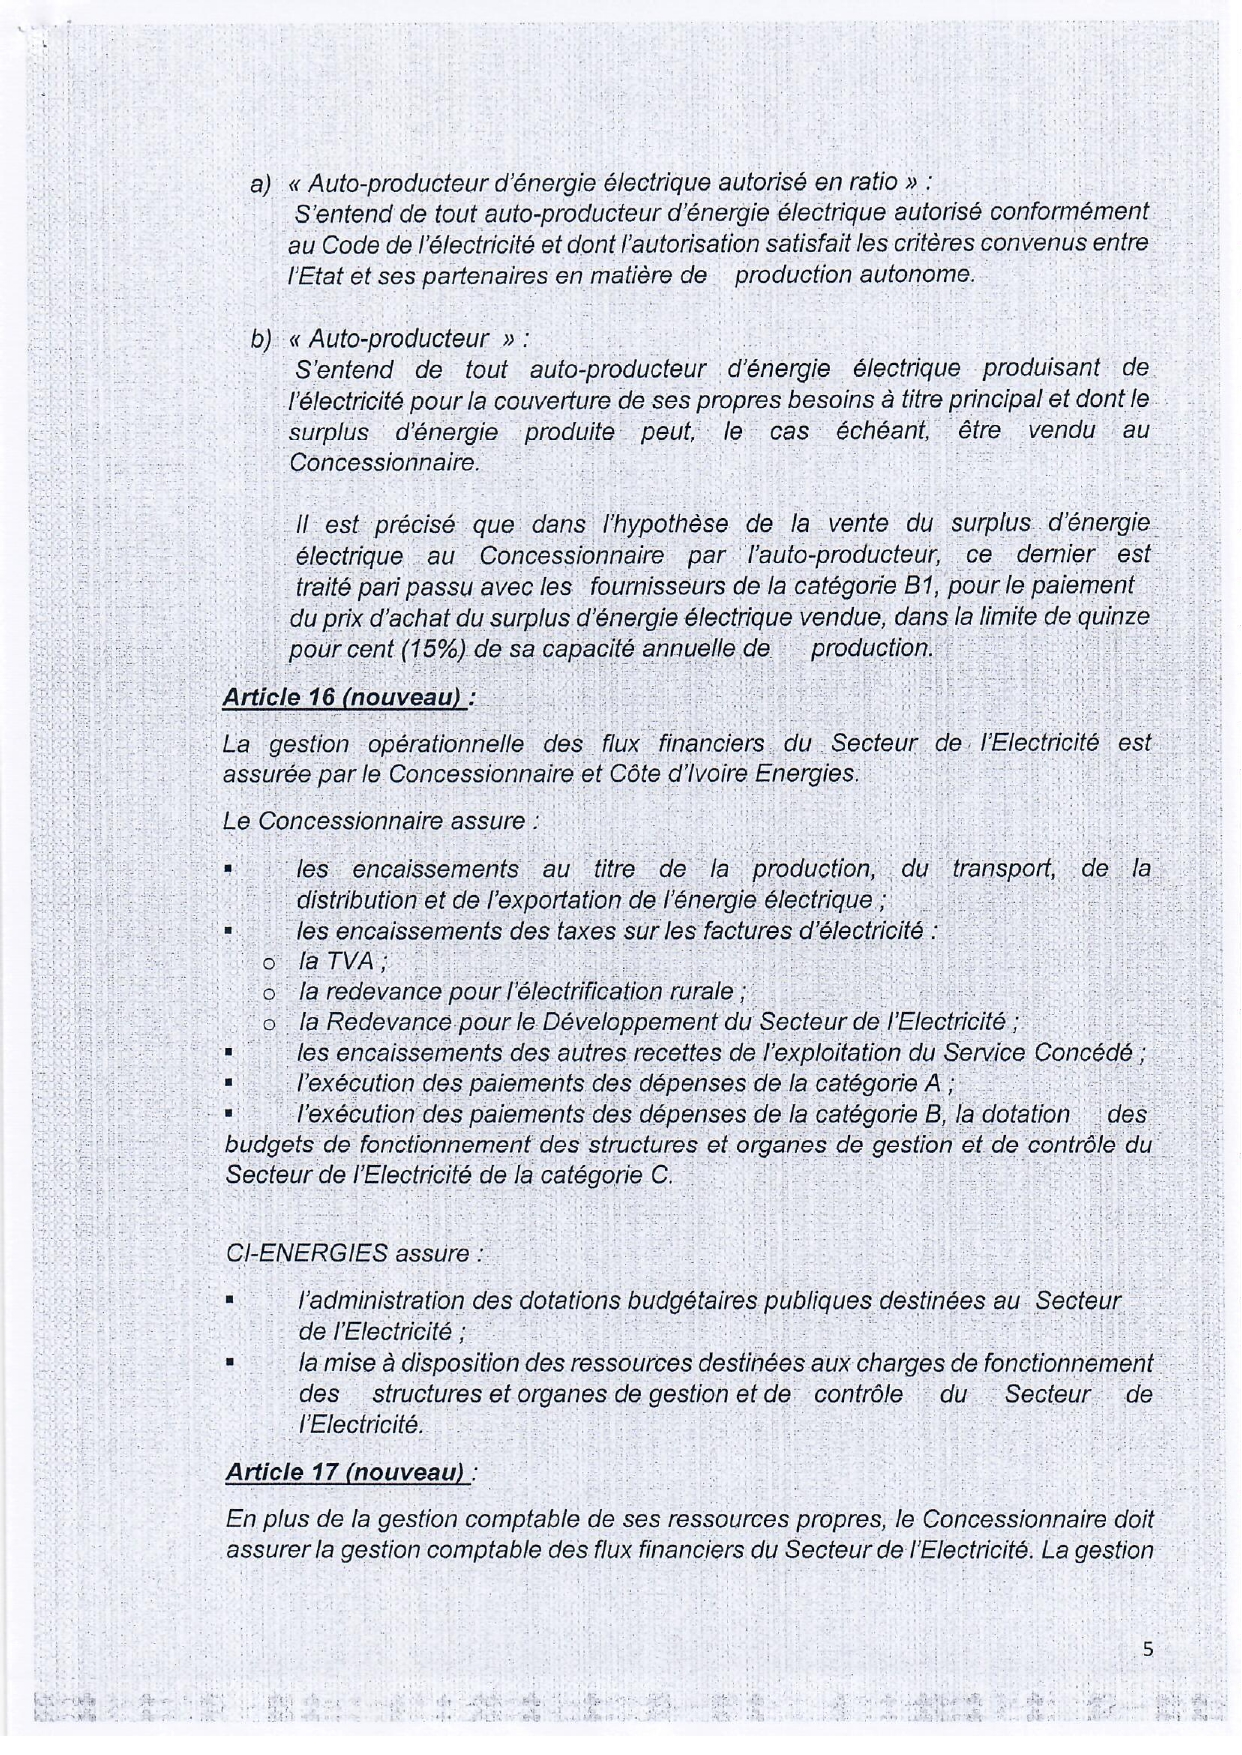 a) « Auto-producteur d'énergie électrique autorisé en ratio » :
S'entend de tout auto-producteur d'énergie électrique autorisé conformément
au Code de l'électricité et dont l'autorisation satisfait les critères convenus entre
l'Etat et ses partenaires en matière de production autonome.
b) « Auto-producteur » :
S'entend de tout auto-producteur d'énergie électrique produisant de
l'électricité pour la couverture de ses propres besoins à titre principal et dont le
surplus d'énergie produite peut, le cas échéant, être vendu au
Concessionnaire.
Il est précisé que dans l'hypothèse de la vente du surplus d'énergie
électrique au Concessionnaire par l'auto-producteur, ce dernier est
traité pari passu avec les fournisseurs de la catégorie B1, pour le paiement
du prix d'achat du surplus d'énergie électrique vendue, dans la limite de quinze
pour cent (15%) de sa capacité annuelle de production.
Article 16 (nouveau) :
La gestion opérationnelle des flux financiers du Secteur de l'Electricité est
assurée par le Concessionnaire et Côte d'Ivoire Energies.
Le Concessionnaire assure :
▪ les encaissements au titre de la production, du transport, de la
distribution et de l'exportation de l'énergie électrique ;
▪ les encaissements des taxes sur les factures d'électricité :
o la TVA ;
o la redevance pour l'électrification rurale ;
o la Redevance pour le Développement du Secteur de l'Electricité ;
▪ les encaissements des autres recettes de l'exploitation du Service Concédé ;
▪ l'exécution des paiements des dépenses de la catégorie A ;
▪ l'exécution des paiements des dépenses de la catégorie B, la dotation des
budgets de fonctionnement des structures et organes de gestion et de contrôle du
Secteur de l'Electricité de la catégorie C.
CI-ENERGIES assure :
▪ l'administration des dotations budgétaires publiques destinées au Secteur
de l'Electricité ;
▪ la mise à disposition des ressources destinées aux charges de fonctionnement
des structures et organes de gestion et de contrôle du Secteur de
l'Electricité.
Article 17 (nouveau) :
En plus de la gestion comptable de ses ressources propres, le Concessionnaire doit
assurer la gestion comptable des flux financiers du Secteur de l'Electricité. La gestion
5